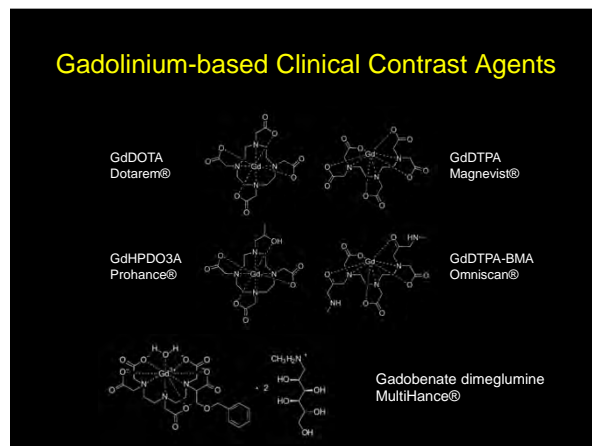 Gadolinium-based Clinical Contrast Agents
GdDOTA
Dotarem®
GdDTPA
Magnevist®
GdHPDO3A
Prohance®
GdDTPA-BMA
Omniscan®
Gadobenate dimeglumine
MultiHance®